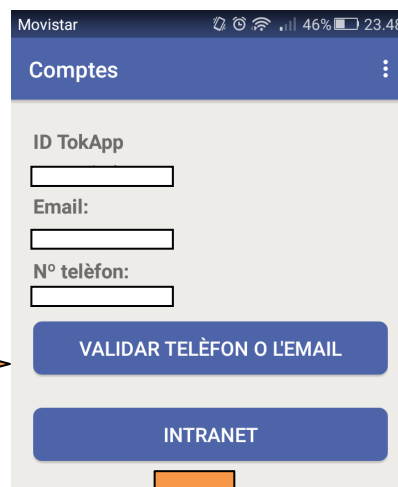 Movistar 46% 23.48
Comptes
ID TokApp
Email:
Nº telèfon:
VALIDAR TELÈFON O L'EMAIL
INTRANET